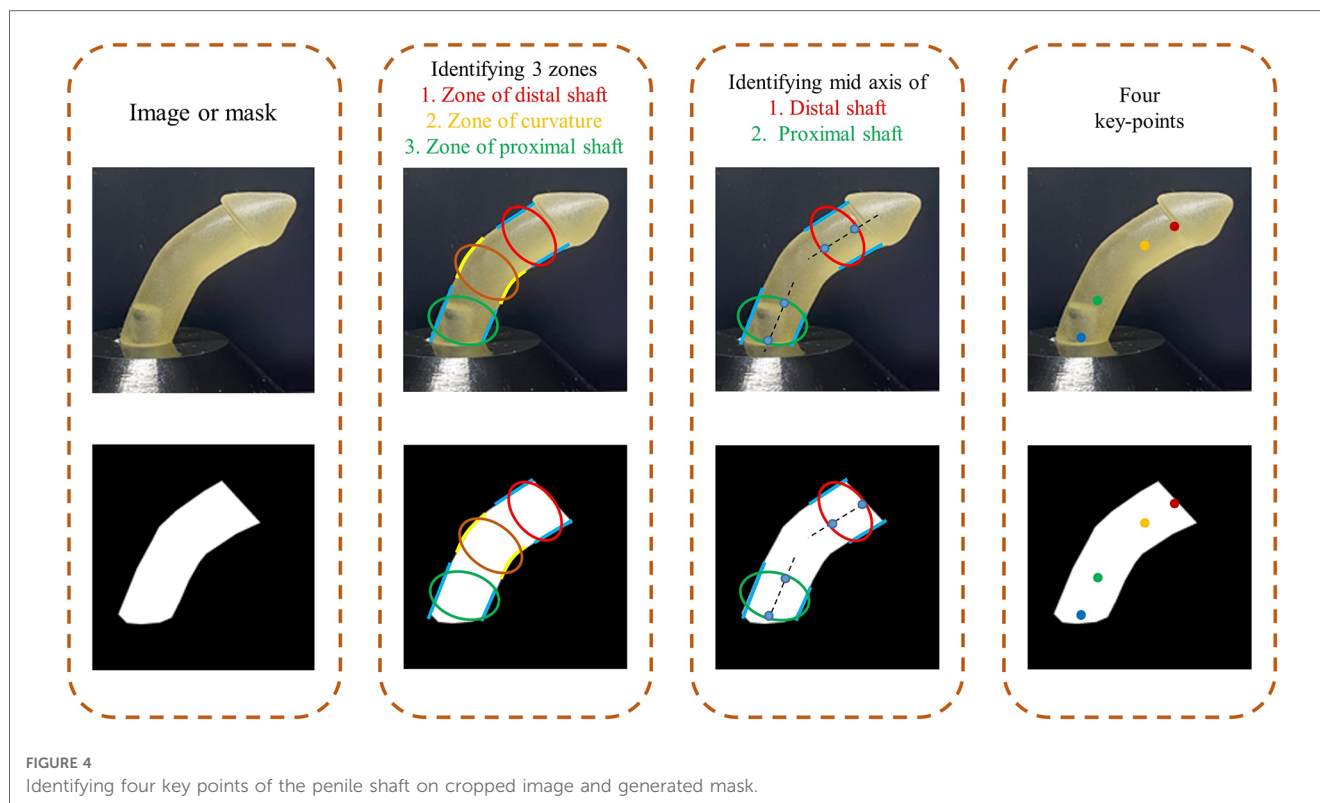 Image or mask
Identifying 3 zones
1. Zone of distal shaft
2. Zone of curvature
3. Zone of proximal shaft
Identifying mid axis of
1. Distal shaft
2. Proximal shaft
Four
key-points
FIGURE 4
Identifying four key points of the penile shaft on cropped image and generated mask.